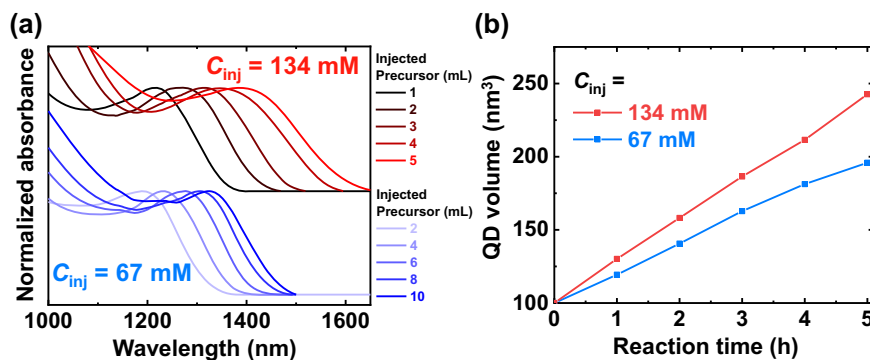 (a)
Normalized absorbance
C_inj = 134 mM
C_inj = 67 mM
1000 1200 1400 1600
Wavelength (nm)
Injected
Precursor (mL)
1
2
3
4
5
Injected
Precursor (mL)
2
4
6
8
10
(b)
QD volume (nm³)
250
200
150
100
C_inj =
134 mM
67 mM
0 1 2 3 4 5
Reaction time (h)